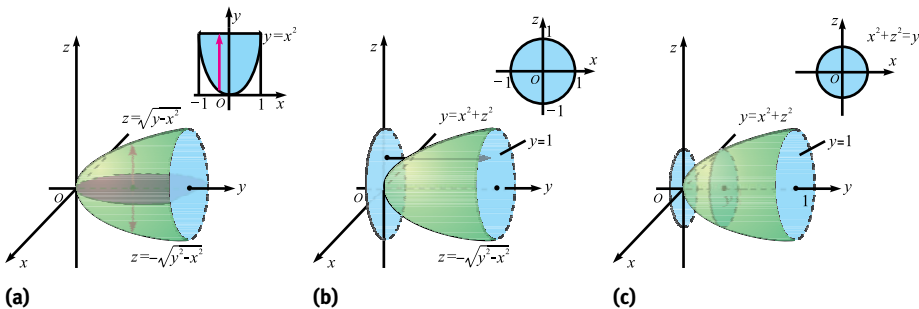 z
y
y=x²
−1
O
1
x
z=√y−x²
O
y
x
z=−√y²−x²
(a)
z
z
1
−1
O
1
x
−1
y=x²+z²
y=1
O
y
x
z=−√y²−x²
(b)
z
x²+z²=y
x
O
y=x²+z²
y=1
O
y
1
y
x
(c)